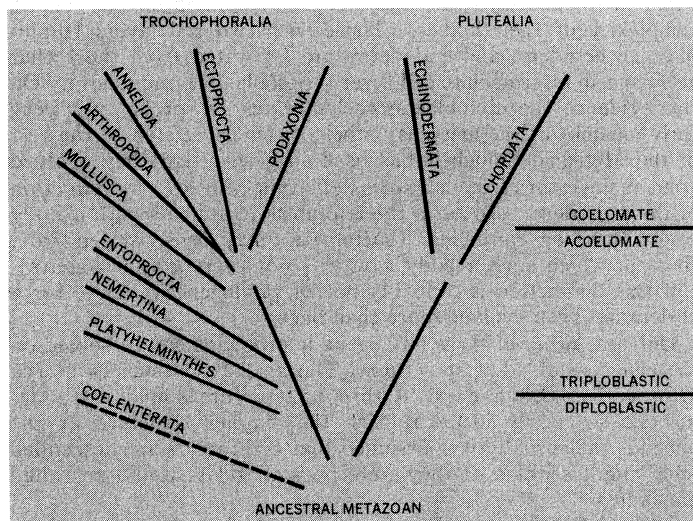 TROCHOPHORALIA
PLUTEALIA
ANNELIDA
ECTOPROCTA
PODAXONIA
ECHINODERMATA
CHORDATA
ARTHROPODA
MOLLUSCA
COELOMATE
ACOELOMATE
ENTOPROCTA
NEMERTINA
PLATYHELMINTHES
TRIPLOBLASTIC
DIPLOBLASTIC
COELENTERATA
ANCESTRAL METAZOAN